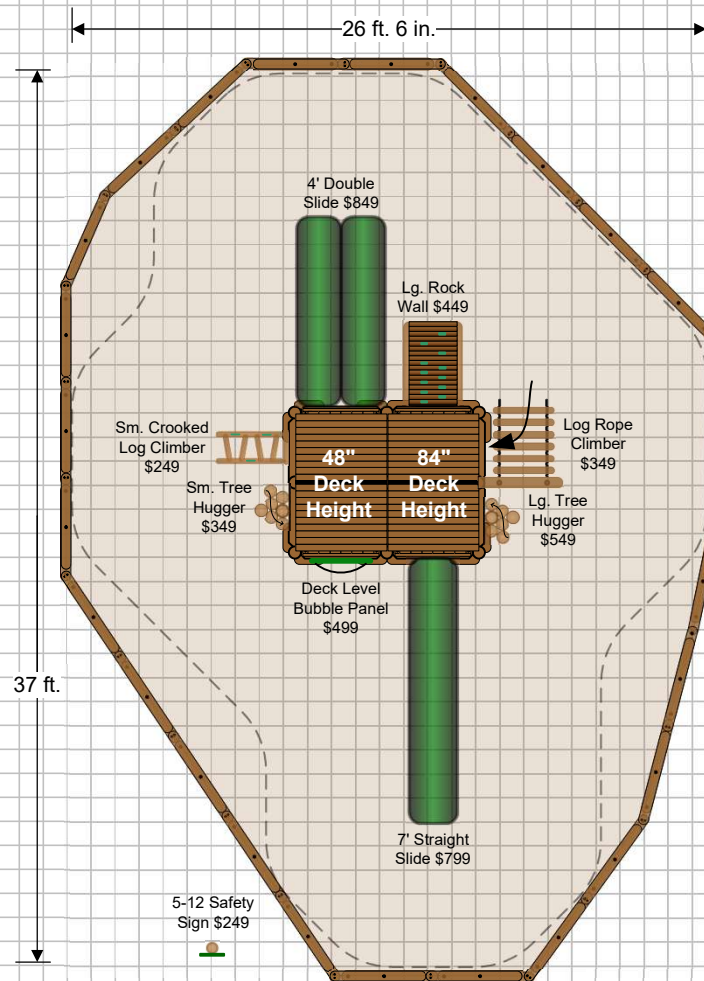 26 ft. 6 in.
4' Double
Slide $849
Lg. Rock
Wall $449
Sm. Crooked
Log Climber
$249
48"
Deck
Height
84"
Deck
Height
Log Rope
Climber
$349
Sm. Tree
Hugger
$349
Lg. Tree
Hugger
$549
Deck Level
Bubble Panel
$499
37 ft.
7' Straight
Slide $799
5-12 Safety
Sign $249